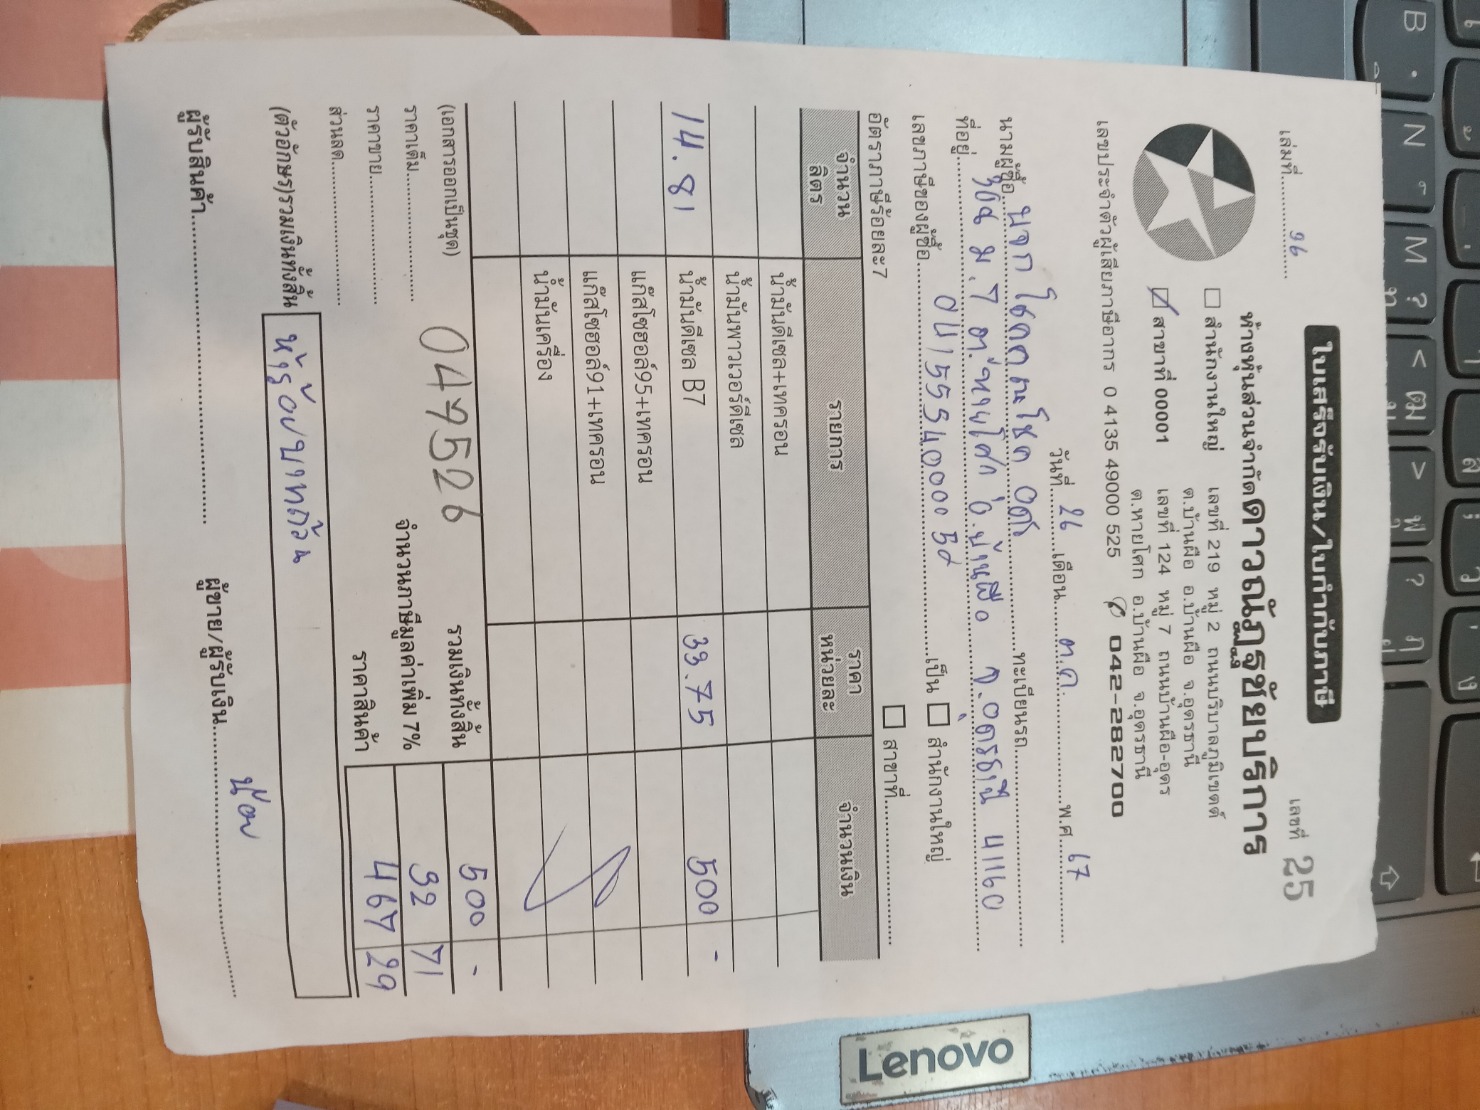 เล่มที่ 96
ใบเสร็จรับเงิน/ใบกำกับภาษี
เลขที่ 25
ห้างหุ้นส่วนจำกัดดาวณัฏฐชัยบริการ
☐ สำนักงานใหญ่ เลขที่ 219 หมู่ 2 ถนนบริบาลภูมิเขตต์
ต.บ้านผือ อ.บ้านผือ จ.อุดรธานี
☑ สาขาที่ 00001 เลขที่ 124 หมู่ 7 ถนนบ้านผือ-อุดร
ต.หายโศก อ.บ้านผือ จ.อุดรธานี
เลขประจำตัวผู้เสียภาษีอากร 0 4135 49000 525 ✆ 042-282700
วันที่ 26 เดือน ต.ค พ.ศ. 67
นามผู้ซื้อ บจก โชคคณะโชค ทะเบียนรถ
ที่อยู่ ม.7 ต.หายโศก อ.บ้านผือ จ.อุดรธานี 41160
เลขภาษีของผู้ซื้อ เป็น ☐ สำนักงานใหญ่
อัตราภาษีร้อยละ7 ☐ สาขาที่
จำนวน ลิตร รายการ ราคา หน่วยละ จำนวนเงิน
น้ำมันดีเซล+เทครอน
น้ำมันพาวเวอร์ดีเซล
14.81 น้ำมันดีเซล B7 33.75 500 -
แก๊สโซฮอล์95+เทครอน
แก๊สโซฮอล์91+เทครอน
น้ำมันเครื่อง
(เอกสารออกเป็นชุด) 049526 รวมเงินทั้งสิ้น 500 -
ราคาเต็ม จำนวนภาษีมูลค่าเพิ่ม 7% 32 71
ราคาขาย ราคาสินค้า 467 29
ส่วนลด
(ตัวอักษร)รวมเงินทั้งสิ้น ห้าร้อยบาทถ้วน
ผู้รับสินค้า ผู้ขาย/ผู้รับเงิน
Lenovo